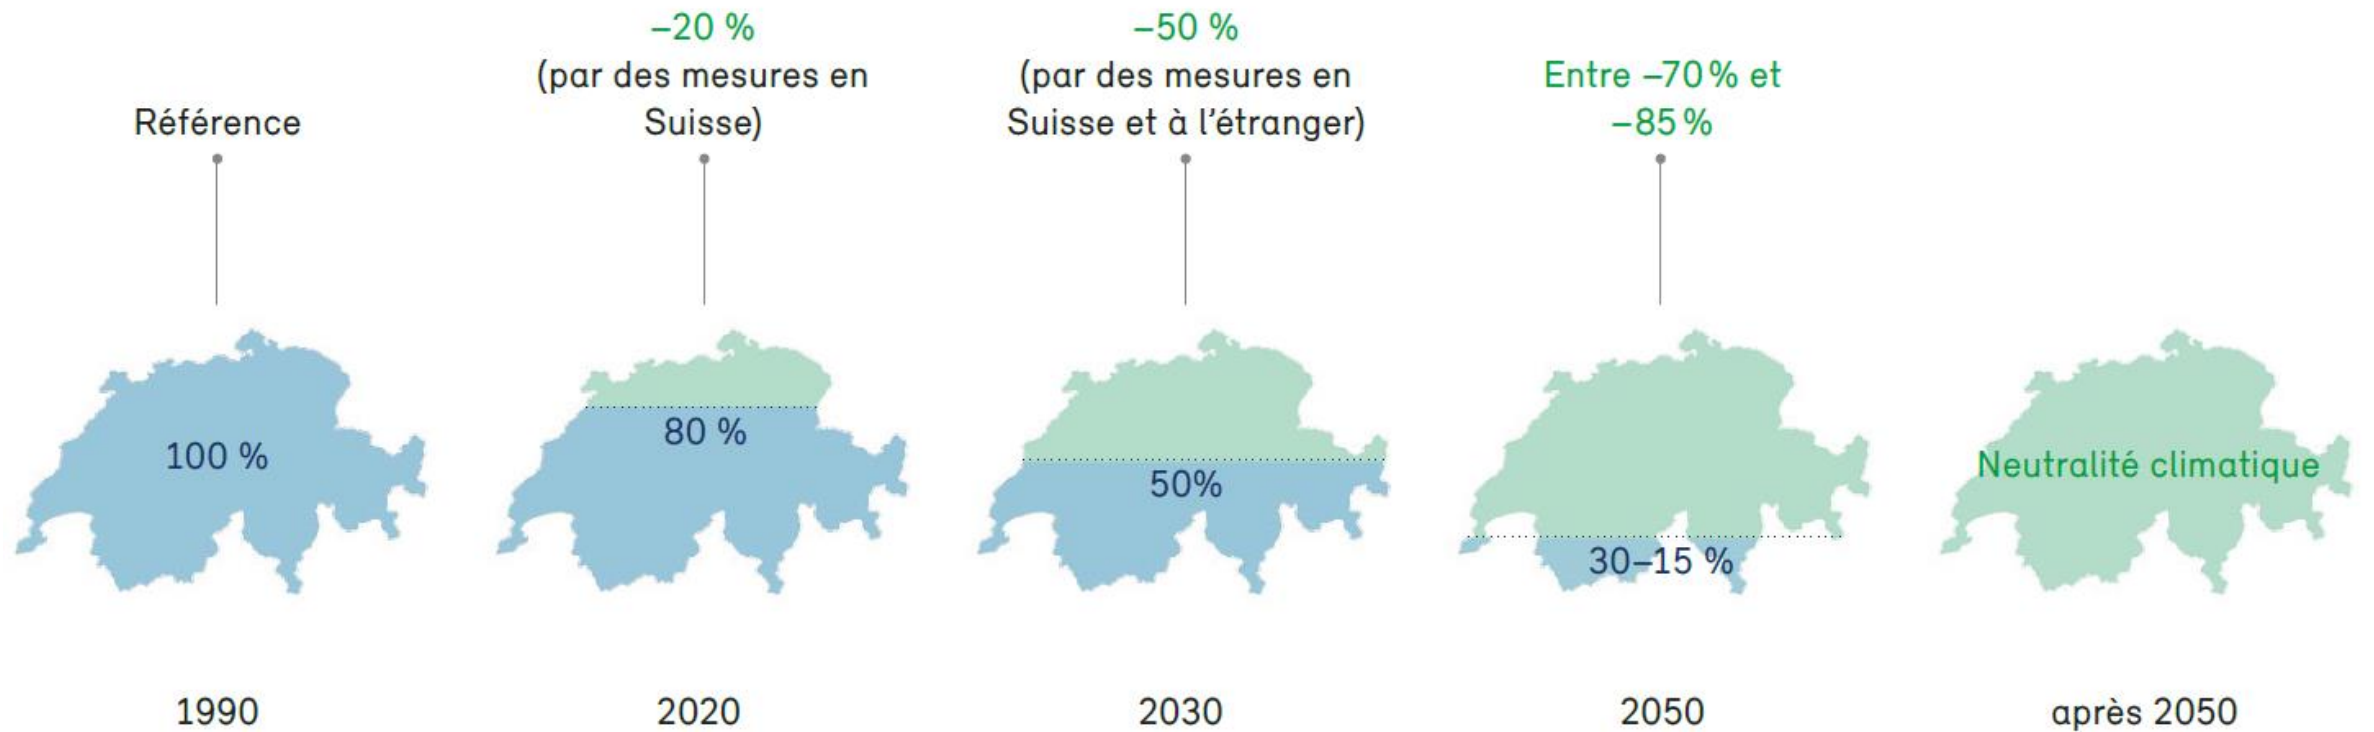 Référence
–20 %
(par des mesures en
Suisse)
–50 %
(par des mesures en
Suisse et à l’étranger)
Entre –70 % et
–85 %
100 %
80 %
50%
30–15 %
Neutralité climatique
1990
2020
2030
2050
après 2050